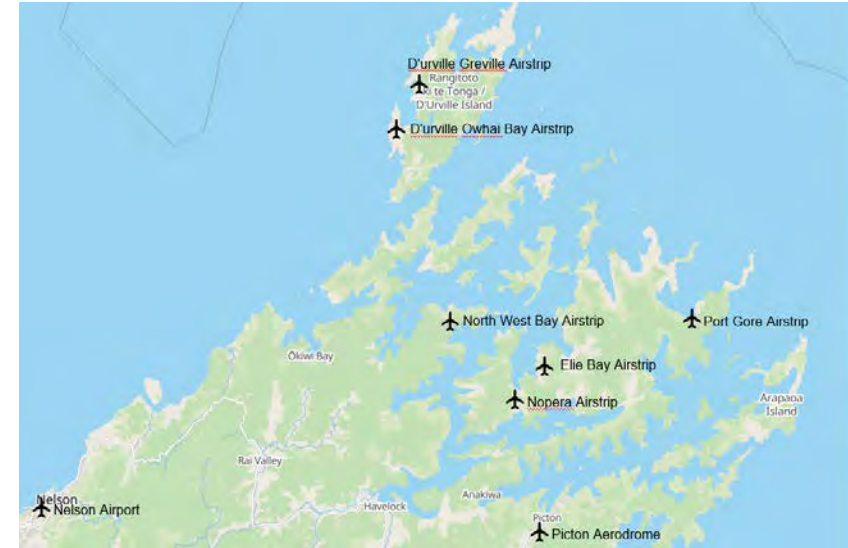 D'urville Greville Airstrip
Rangitoto
ki te Tonga /
D'Urville Island
D'urville Owhai Bay Airstrip
North West Bay Airstrip
Port Gore Airstrip
Ōkiwi Bay
Elie Bay Airstrip
Nopera Airstrip
Arapaoa
Island
Rai Valley
Nelson
Nelson Airport
Havelock
Anakiwa
Picton
Picton Aerodrome